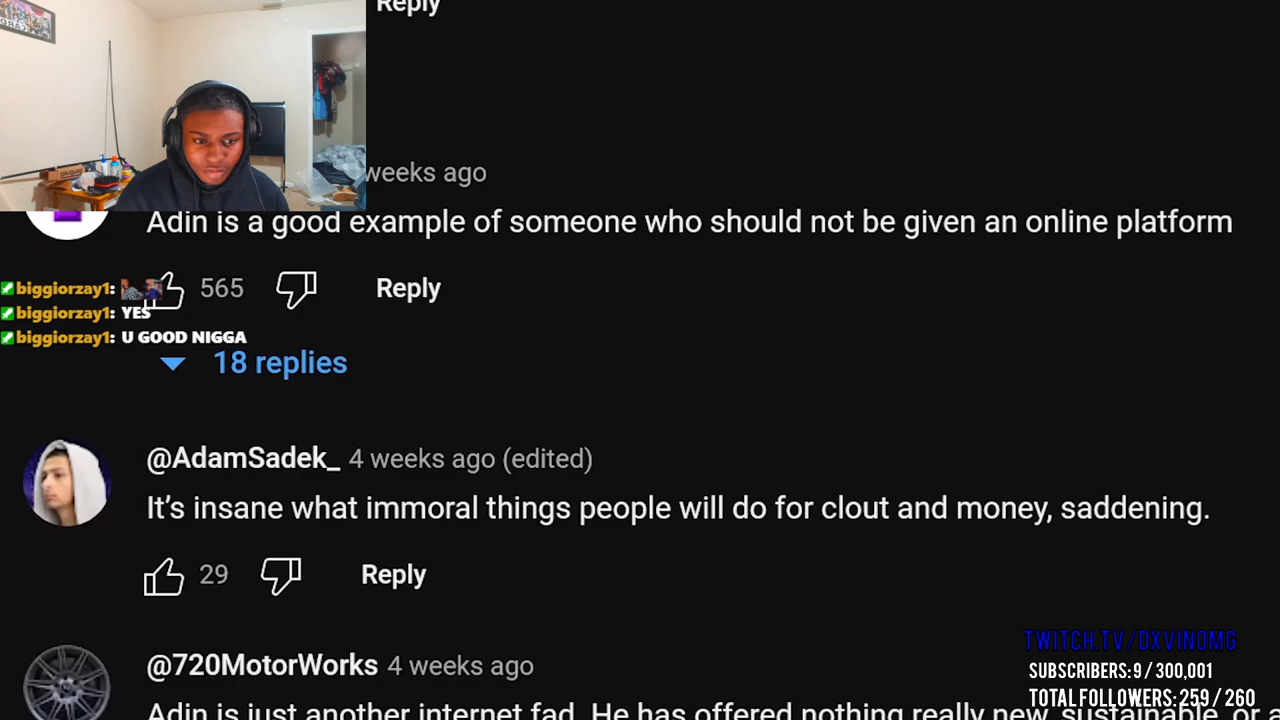 Reply
weeks ago
Adin is a good example of someone who should not be given an online platform
565 Reply
biggiorzay1:
biggiorzay1: YES
biggiorzay1: U GOOD NIGGA
18 replies
@AdamSadek_ 4 weeks ago (edited)
It’s insane what immoral things people will do for clout and money, saddening.
29 Reply
TWITCH.TV/DXVINOMG
SUBSCRIBERS: 9 / 300,001
@720MotorWorks 4 weeks ago
TOTAL FOLLOWERS: 259 / 260
Adin is just another internet fad. He has offered nothing really new, sustainable, or a